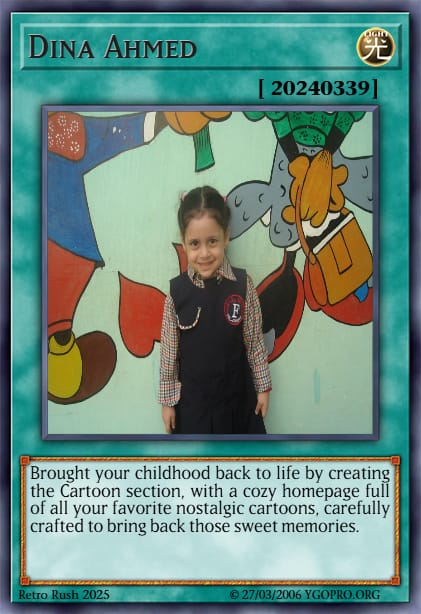 DINA AHMED
LIGHT
光
[ 20240339]
F
Brought your childhood back to life by creating
the Cartoon section, with a cozy homepage full
of all your favorite nostalgic cartoons, carefully
crafted to bring back those sweet memories.
Retro Rush 2025
© 27/03/2006 YGOPRO.ORG